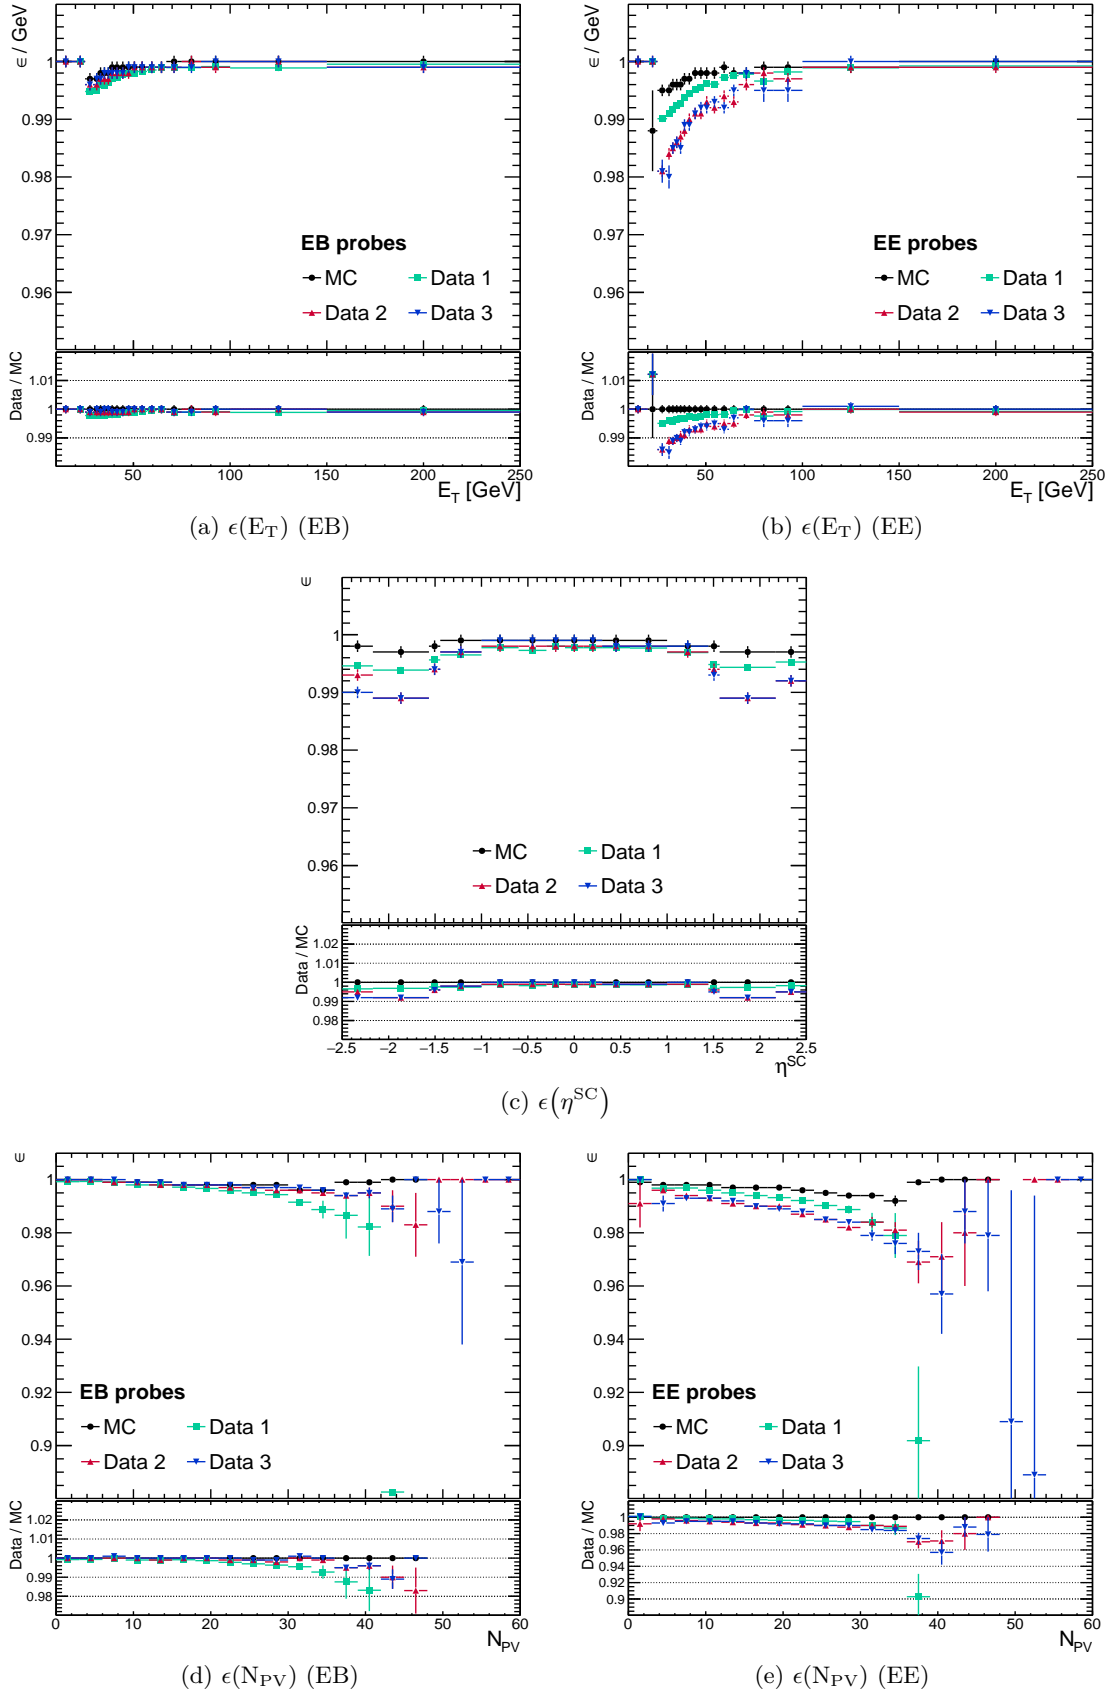 ϵ / GeV
1
0.99
0.98
0.97
0.96
EB probes
MC Data 1
Data 2 Data 3
Data / MC
1.01
1
0.99
50 100 150 200 250
E_T [GeV]
(a) ϵ(E_T) (EB)
ϵ / GeV
1
0.99
0.98
0.97
0.96
EE probes
MC Data 1
Data 2 Data 3
Data / MC
1.01
1
0.99
50 100 150 200 250
E_T [GeV]
(b) ϵ(E_T) (EE)
ϵ
1
0.99
0.98
0.97
0.96
MC Data 1
Data 2 Data 3
Data / MC
1.02
1.01
1
0.99
0.98
−2.5 −2 −1.5 −1 −0.5 0 0.5 1 1.5 2 2.5
η^SC
(c) ϵ(η^SC)
ϵ
1
0.98
0.96
0.94
0.92
0.9
EB probes
MC Data 1
Data 2 Data 3
Data / MC
1.02
1.01
1
0.99
0.98
0 10 20 30 40 50 60
N_PV
(d) ϵ(N_PV) (EB)
ϵ
1
0.98
0.96
0.94
0.92
0.9
EE probes
MC Data 1
Data 2 Data 3
Data / MC
1
0.98
0.96
0.94
0.92
0.9
0 10 20 30 40 50 60
N_PV
(e) ϵ(N_PV) (EE)